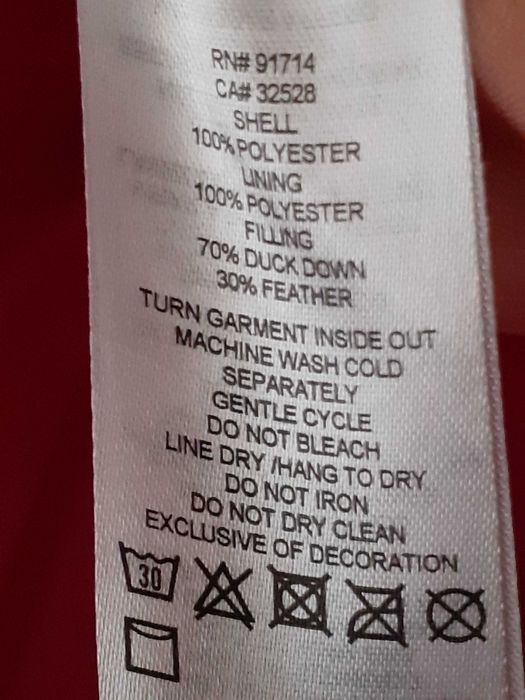 RN# 91714
CA# 32528
SHELL
100% POLYESTER
LINING
100% POLYESTER
FILLING
70% DUCK DOWN
30% FEATHER
TURN GARMENT INSIDE OUT
MACHINE WASH COLD
SEPARATELY
GENTLE CYCLE
DO NOT BLEACH
LINE DRY /HANG TO DRY
DO NOT IRON
DO NOT DRY CLEAN
EXCLUSIVE OF DECORATION
30